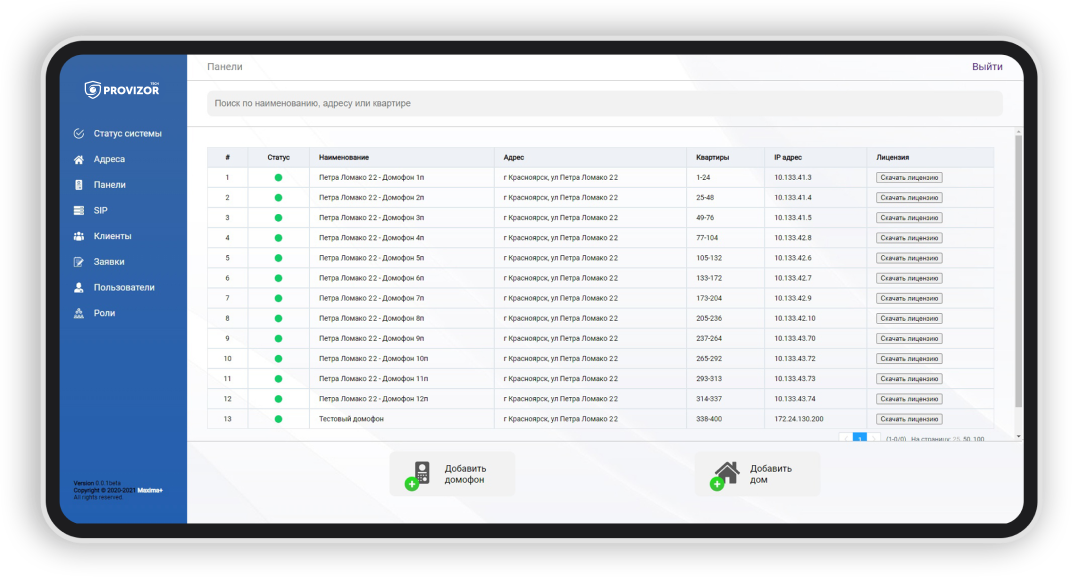 Панели
Выйти
TECH
PROVIZOR
Поиск по наименованию, адресу или квартире
Статус системы
Адреса
Панели
SIP
Клиенты
Заявки
Пользователи
Роли
# Статус Наименование Адрес Квартиры IP адрес Лицензия
1 Петра Ломако 22 - Домофон 1п г Красноярск, ул Петра Ломако 22 1-24 10.133.41.3 Скачать лицензию
2 Петра Ломако 22 - Домофон 2п г Красноярск, ул Петра Ломако 22 25-48 10.133.41.4 Скачать лицензию
3 Петра Ломако 22 - Домофон 3п г Красноярск, ул Петра Ломако 22 49-76 10.133.41.5 Скачать лицензию
4 Петра Ломако 22 - Домофон 4п г Красноярск, ул Петра Ломако 22 77-104 10.133.42.8 Скачать лицензию
5 Петра Ломако 22 - Домофон 5п г Красноярск, ул Петра Ломако 22 105-132 10.133.42.6 Скачать лицензию
6 Петра Ломако 22 - Домофон 6п г Красноярск, ул Петра Ломако 22 133-172 10.133.42.7 Скачать лицензию
7 Петра Ломако 22 - Домофон 7п г Красноярск, ул Петра Ломако 22 173-204 10.133.42.9 Скачать лицензию
8 Петра Ломако 22 - Домофон 8п г Красноярск, ул Петра Ломако 22 205-236 10.133.42.10 Скачать лицензию
9 Петра Ломако 22 - Домофон 9п г Красноярск, ул Петра Ломако 22 237-264 10.133.43.70 Скачать лицензию
10 Петра Ломако 22 - Домофон 10п г Красноярск, ул Петра Ломако 22 265-292 10.133.43.72 Скачать лицензию
11 Петра Ломако 22 - Домофон 11п г Красноярск, ул Петра Ломако 22 293-313 10.133.43.73 Скачать лицензию
12 Петра Ломако 22 - Домофон 12п г Красноярск, ул Петра Ломако 22 314-337 10.133.43.74 Скачать лицензию
13 Тестовый домофон г Красноярск, ул Петра Ломако 22 338-400 172.24.130.200 Скачать лицензию
1 (1-0/0) На страницу: 25, 50, 100
Добавить
домофон
Добавить
дом
Version 0.0.1beta
Copyright © 2020-2021 Maxima+
All rights reserved